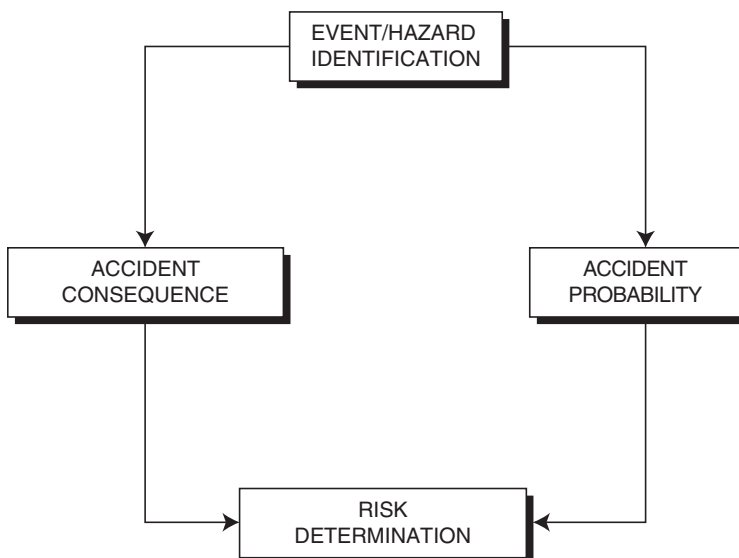 EVENT/HAZARD
IDENTIFICATION
ACCIDENT
CONSEQUENCE
ACCIDENT
PROBABILITY
RISK
DETERMINATION